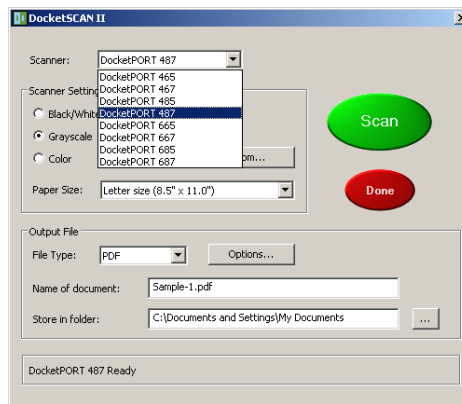 DocketSCAN II
Scanner:
DocketPORT 487
DocketPORT 465
DocketPORT 467
DocketPORT 485
DocketPORT 487
DocketPORT 665
DocketPORT 667
DocketPORT 685
DocketPORT 687
Scanner Setting
Black/White
Grayscale
Color
om...
Paper Size:
Letter size (8.5" x 11.0")
Scan
Done
Output File
File Type:
PDF
Options...
Name of document:
Sample-1.pdf
Store in folder:
C:\Documents and Settings\My Documents
...
DocketPORT 487 Ready